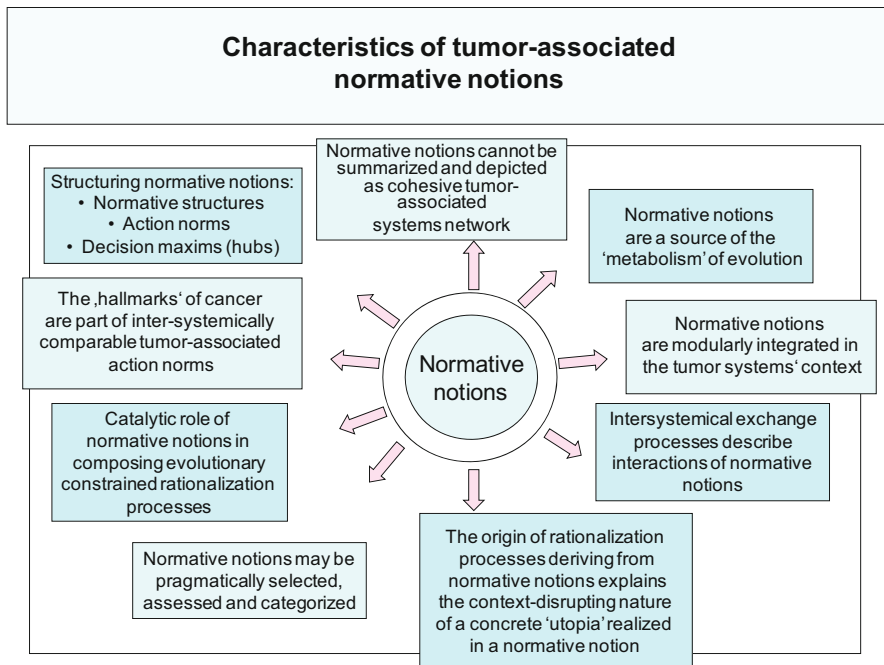 Characteristics of tumor-associated
normative notions
Normative notions cannot be
summarized and depicted
as cohesive tumor-
associated
systems network
Structuring normative notions:
• Normative structures
• Action norms
• Decision maxims (hubs)
Normative notions
are a source of the
‘metabolism’ of evolution
The ‚hallmarks‘ of cancer
are part of inter-systemically
comparable tumor-associated
action norms
Normative notions
are modularly integrated in
the tumor systems‘ context
Normative
notions
Catalytic role of
normative notions in
composing evolutionary
constrained rationalization
processes
Intersystemical exchange
processes describe
interactions of normative
notions
Normative notions may be
pragmatically selected,
assessed and categorized
The origin of rationalization
processes deriving from
normative notions explains
the context-disrupting nature
of a concrete ‘utopia’ realized
in a normative notion